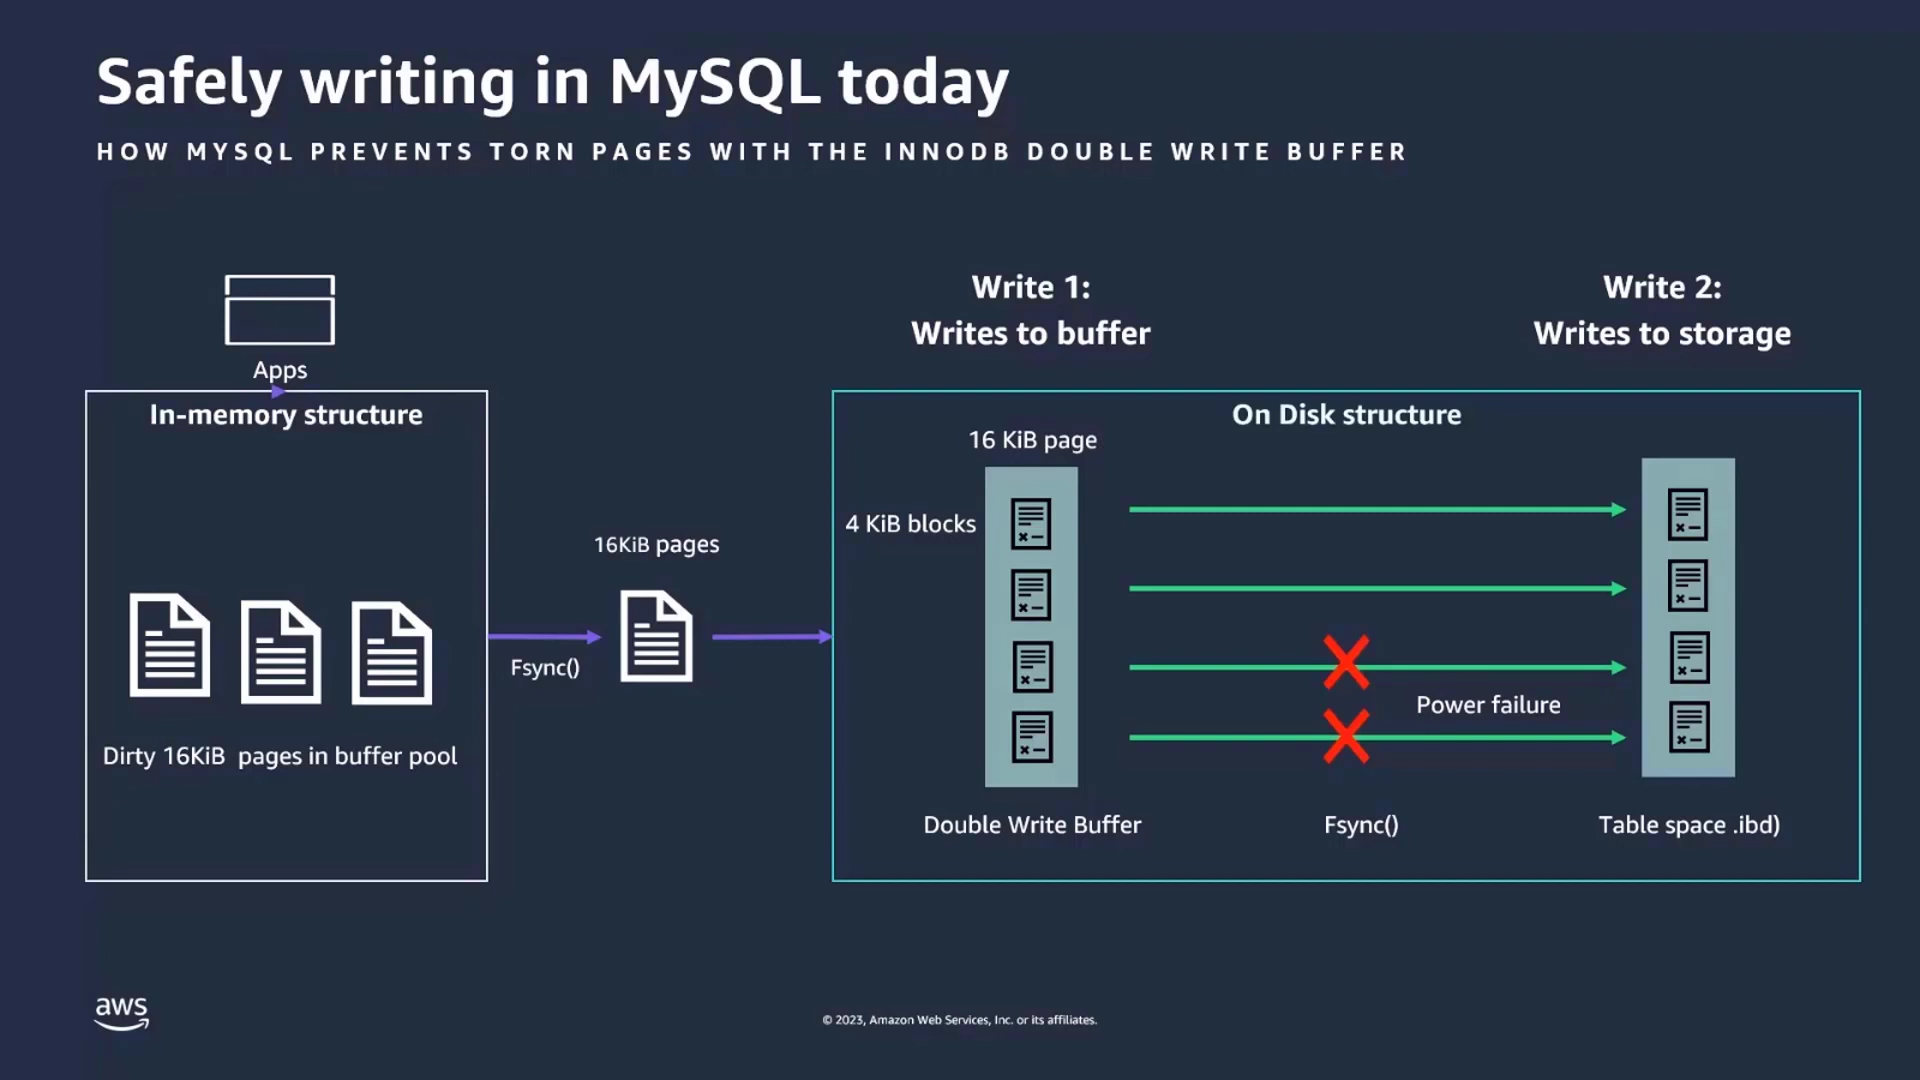 Safely writing in MySQL today
HOW MYSQL PREVENTS TORN PAGES WITH THE INNODB DOUBLE WRITE BUFFER
Apps
In-memory structure
Dirty 16KiB pages in buffer pool
Fsync()
16KiB pages
Write 1:
Writes to buffer
Write 2:
Writes to storage
On Disk structure
16 KiB page
4 KiB blocks
Power failure
Double Write Buffer
Fsync()
Table space .ibd)
aws
© 2023, Amazon Web Services, Inc. or its affiliates.